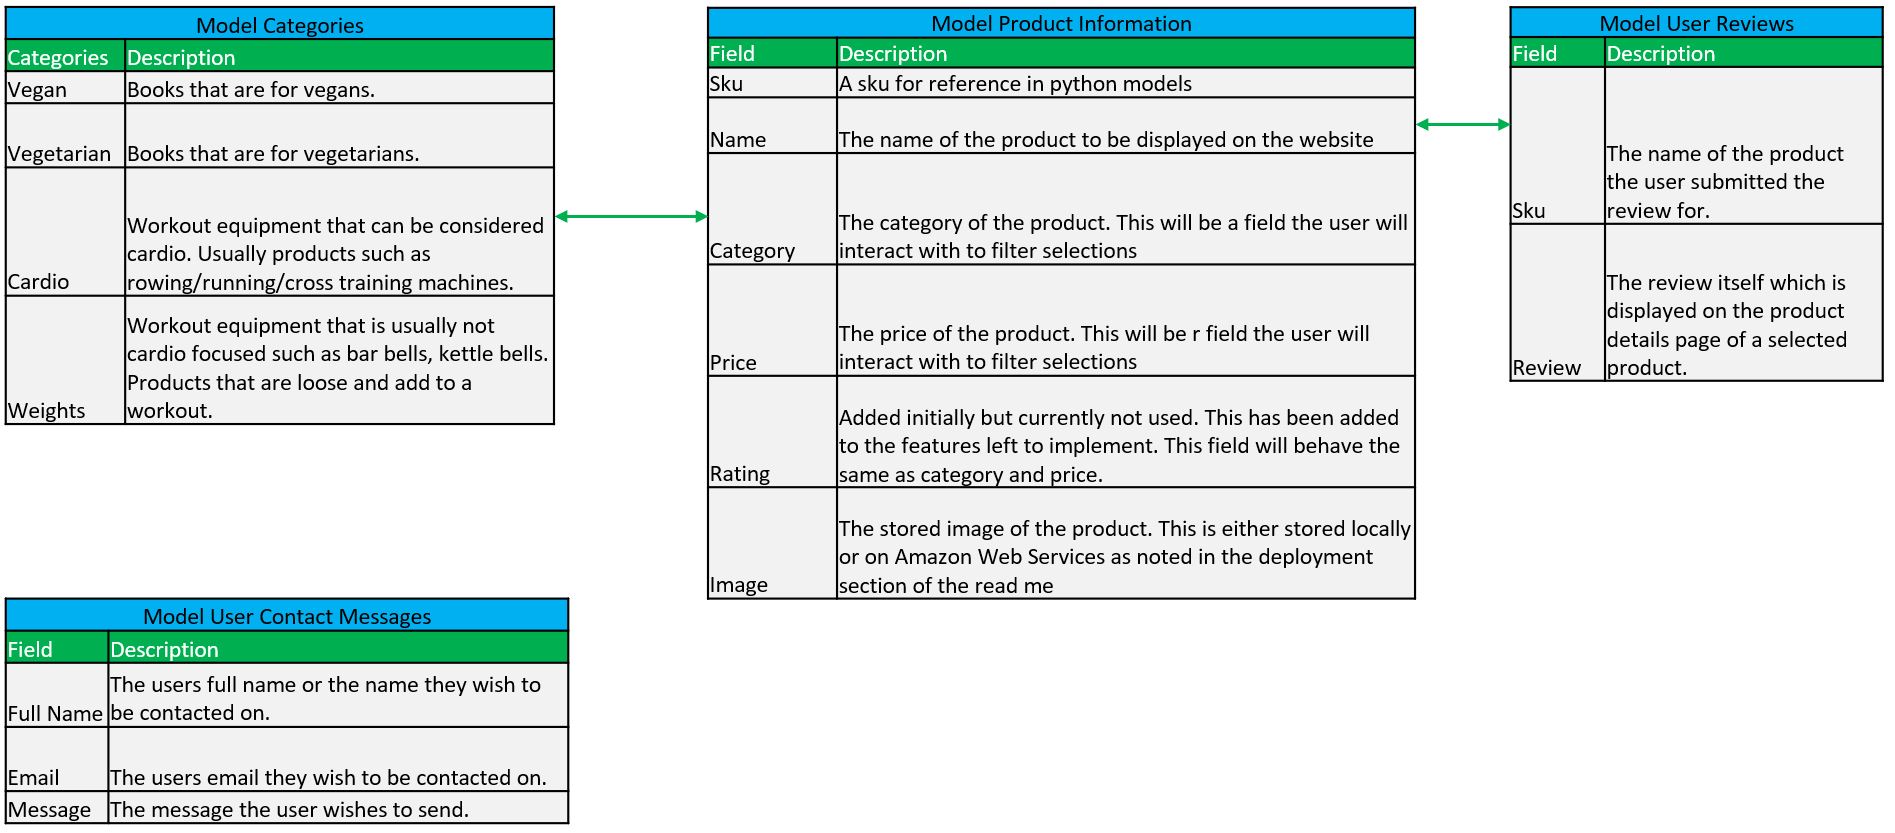 Model Categories
Categories Description
Vegan Books that are for vegans.
Vegetarian Books that are for vegetarians.
Workout equipment that can be considered
cardio. Usually products such as
Cardio rowing/running/cross training machines.
Workout equipment that is usually not
cardio focused such as bar bells, kettle bells.
Products that are loose and add to a
Weights workout.
Model Product Information
Field Description
Sku A sku for reference in python models
Name The name of the product to be displayed on the website
The category of the product. This will be a field the user will
Category interact with to filter selections
The price of the product. This will be r field the user will
Price interact with to filter selections
Added initially but currently not used. This has been added
to the features left to implement. This field will behave the
Rating same as category and price.
The stored image of the product. This is either stored locally
or on Amazon Web Services as noted in the deployment
Image section of the read me
Model User Reviews
Field Description
The name of the product
the user submitted the
Sku review for.
The review itself which is
displayed on the product
details page of a selected
Review product.
Model User Contact Messages
Field Description
The users full name or the name they wish to
Full Name be contacted on.
Email The users email they wish to be contacted on.
Message The message the user wishes to send.